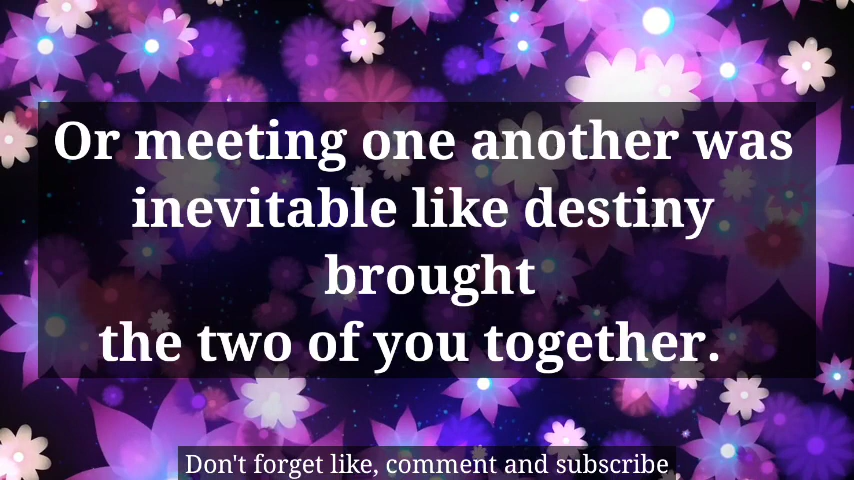 Or meeting one another was
inevitable like destiny
brought
the two of you together.
Don't forget like, comment and subscribe